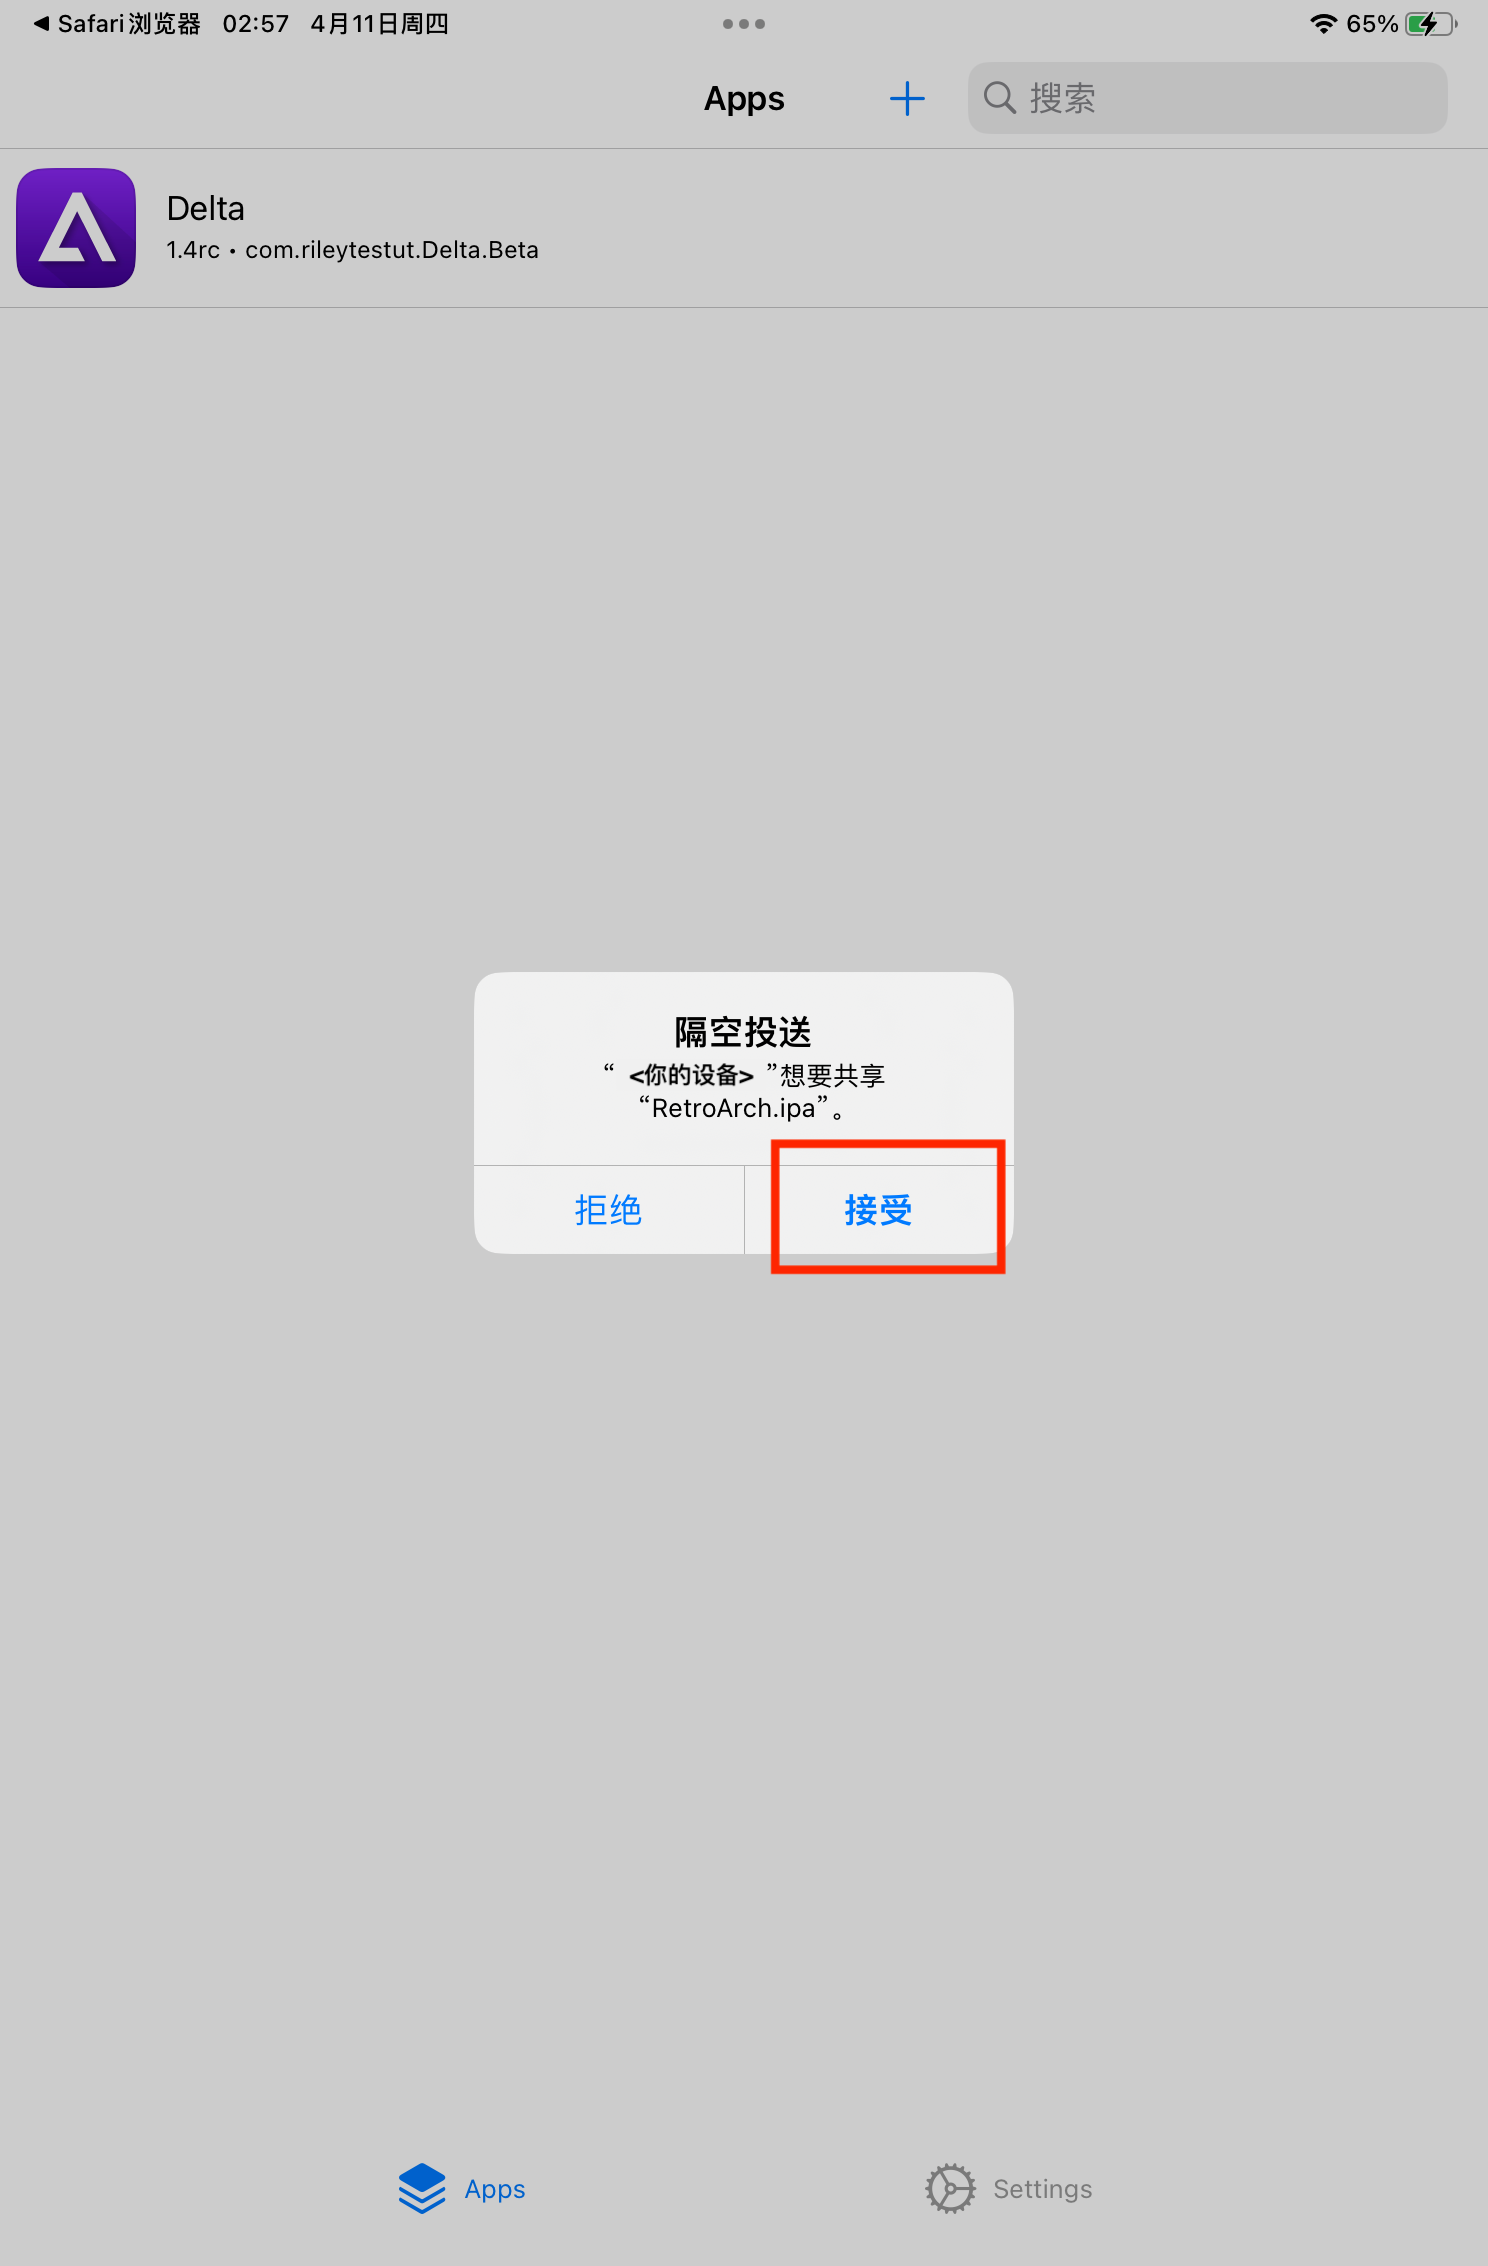 Safari浏览器 02:57 4月11日周四
65%
Apps
搜索
Delta
1.4rc • com.rileytestut.Delta.Beta
隔空投送
“ <你的设备> ”想要共享
“RetroArch.ipa”。
拒绝
接受
Apps
Settings